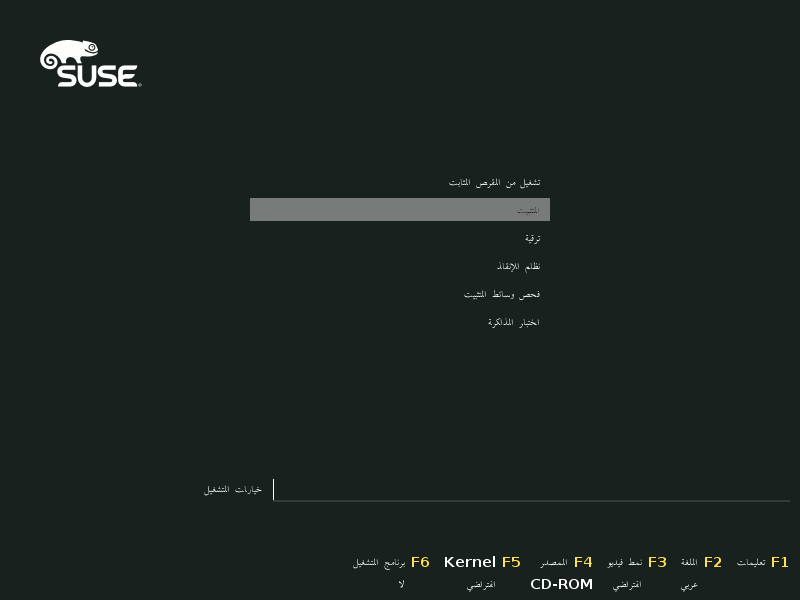 SUSE
تشغيل من القرص الثابت
التثبيت
ترقية
نظام الإنقاذ
فحص وسائط التثبيت
اختبار الذاكرة
خيارات التشغيل
F1 تعليمات F2 اللغة F3 نمط فيديو F4 المصدر F5 Kernel F6 برنامج التشغيل
عربي افتراضي CD-ROM افتراضي لا